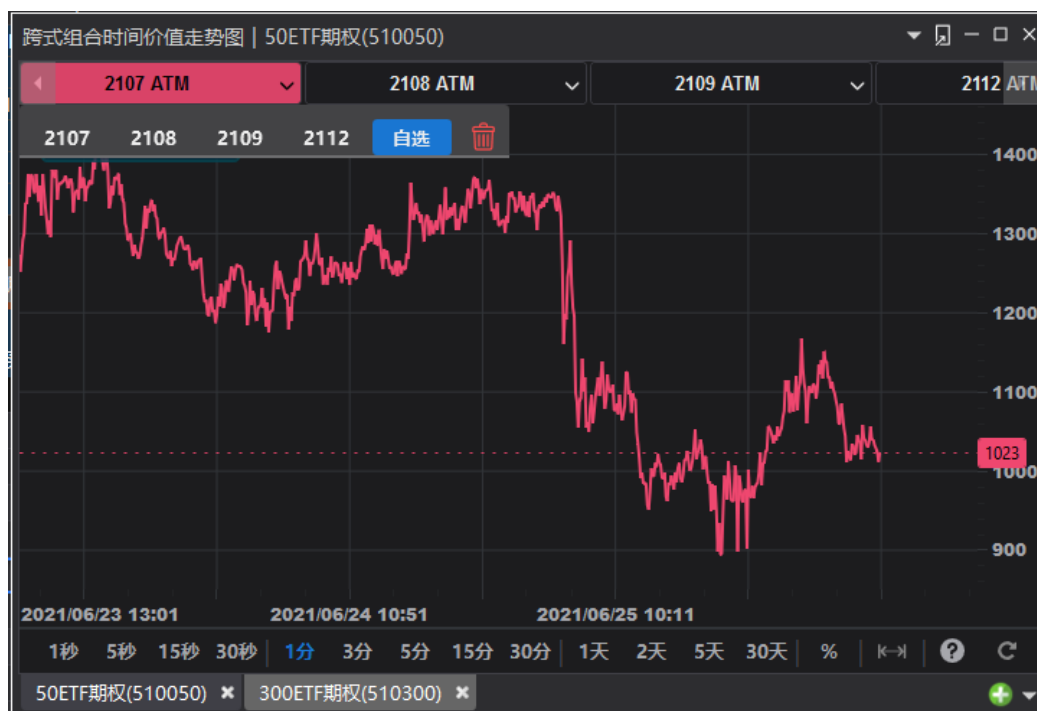 跨式组合时间价值走势图 | 50ETF期权(510050)
2107 ATM 2108 ATM 2109 ATM 2112 ATM
2107 2108 2109 2112 自选
1400
1300
1200
1100
1023
1000
900
2021/06/23 13:01 2021/06/24 10:51 2021/06/25 10:11
1秒 5秒 15秒 30秒 1分 3分 5分 15分 30分 1天 2天 5天 30天 %
50ETF期权(510050) 300ETF期权(510300)